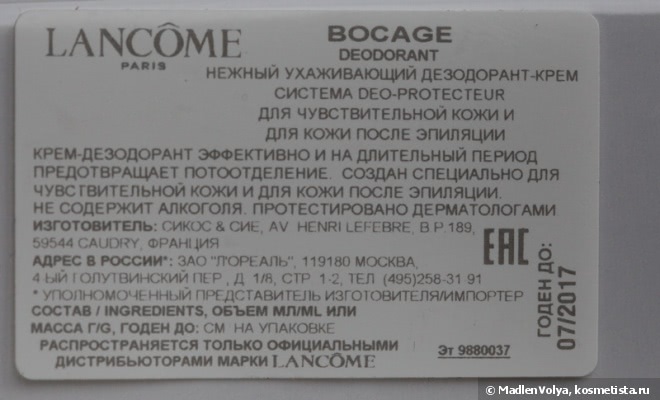 LANCÔME
PARIS
BOCAGE
DEODORANT
НЕЖНЫЙ УХАЖИВАЮЩИЙ ДЕЗОДОРАНТ-КРЕМ
СИСТЕМА DEO-PROTECTEUR
ДЛЯ ЧУВСТВИТЕЛЬНОЙ КОЖИ И
ДЛЯ КОЖИ ПОСЛЕ ЭПИЛЯЦИИ
КРЕМ-ДЕЗОДОРАНТ ЭФФЕКТИВНО И НА ДЛИТЕЛЬНЫЙ ПЕРИОД
ПРЕДОТВРАЩАЕТ ПОТООТДЕЛЕНИЕ. СОЗДАН СПЕЦИАЛЬНО ДЛЯ
ЧУВСТВИТЕЛЬНОЙ КОЖИ И ДЛЯ КОЖИ ПОСЛЕ ЭПИЛЯЦИИ.
НЕ СОДЕРЖИТ АЛКОГОЛЯ. ПРОТЕСТИРОВАНО ДЕРМАТОЛОГАМИ
ИЗГОТОВИТЕЛЬ: СИКОС & СИЕ, AV HENRI LEFEBRE, B.P.189,
59544 CAUDRY, ФРАНЦИЯ
АДРЕС В РОССИИ*: ЗАО "ЛОРЕАЛЬ", 119180 МОСКВА,
4-ЫЙ ГОЛУТВИНСКИЙ ПЕР., Д. 1/8, СТР. 1-2, ТЕЛ (495)258-31 91
* УПОЛНОМОЧЕННЫЙ ПРЕДСТАВИТЕЛЬ ИЗГОТОВИТЕЛЯ/ИМПОРТЕР
СОСТАВ / INGREDIENTS, ОБЪЕМ МЛ/ML ИЛИ
МАССА Г/G, ГОДЕН ДО: СМ. НА УПАКОВКЕ
РАСПРОСТРАНЯЕТСЯ ТОЛЬКО ОФИЦИАЛЬНЫМИ
ДИСТРИБЬЮТОРАМИ МАРКИ LANCÔME
Эт 9880037
EAC
ГОДЕН ДО:
07/2017
© MadlenVolya, kosmetista.ru